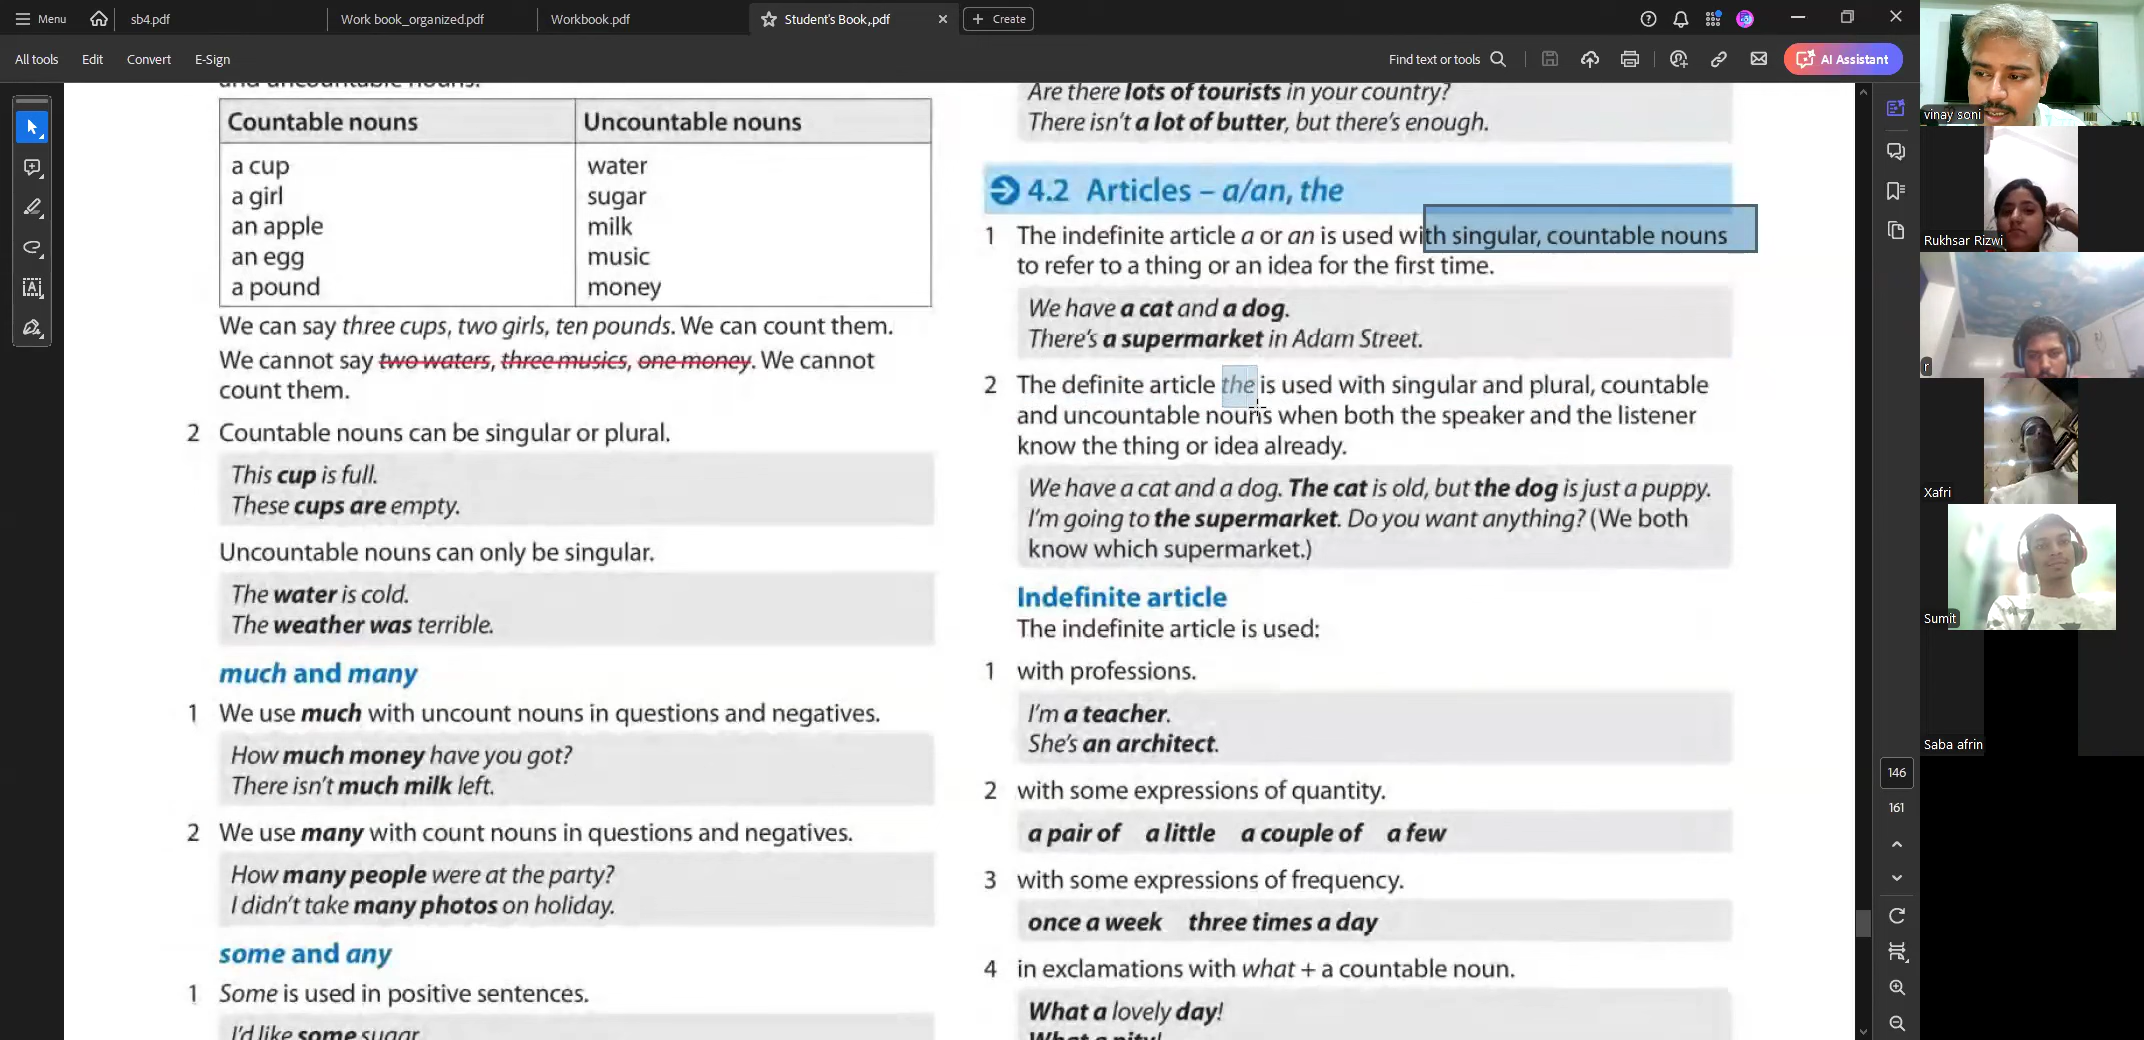 Menu
sb4.pdf
Work book_organized.pdf
Workbook.pdf
Student's Book,.pdf
Create
All tools
Edit
Convert
E-Sign
Find text or tools
AI Assistant
Countable nouns Uncountable nouns
a cup water
a girl sugar
an apple milk
an egg music
a pound money
We can say three cups, two girls, ten pounds. We can count them.
We cannot say two waters, three musics, one money. We cannot
count them.
2 Countable nouns can be singular or plural.
This cup is full.
These cups are empty.
Uncountable nouns can only be singular.
The water is cold.
The weather was terrible.
much and many
1 We use much with uncount nouns in questions and negatives.
How much money have you got?
There isn't much milk left.
2 We use many with count nouns in questions and negatives.
How many people were at the party?
I didn't take many photos on holiday.
some and any
1 Some is used in positive sentences.
I'd like some sugar.
Are there lots of tourists in your country?
There isn't a lot of butter, but there's enough.
4.2 Articles – a/an, the
1 The indefinite article a or an is used with singular, countable nouns
to refer to a thing or an idea for the first time.
We have a cat and a dog.
There's a supermarket in Adam Street.
2 The definite article the is used with singular and plural, countable
and uncountable nouns when both the speaker and the listener
know the thing or idea already.
We have a cat and a dog. The cat is old, but the dog is just a puppy.
I'm going to the supermarket. Do you want anything? (We both
know which supermarket.)
Indefinite article
The indefinite article is used:
1 with professions.
I'm a teacher.
She's an architect.
2 with some expressions of quantity.
a pair of a little a couple of a few
3 with some expressions of frequency.
once a week three times a day
4 in exclamations with what + a countable noun.
What a lovely day!
What a pity!
146
161
vinay soni
Rukhsar Rizwi
r
Xafri
Sumit
Saba afrin